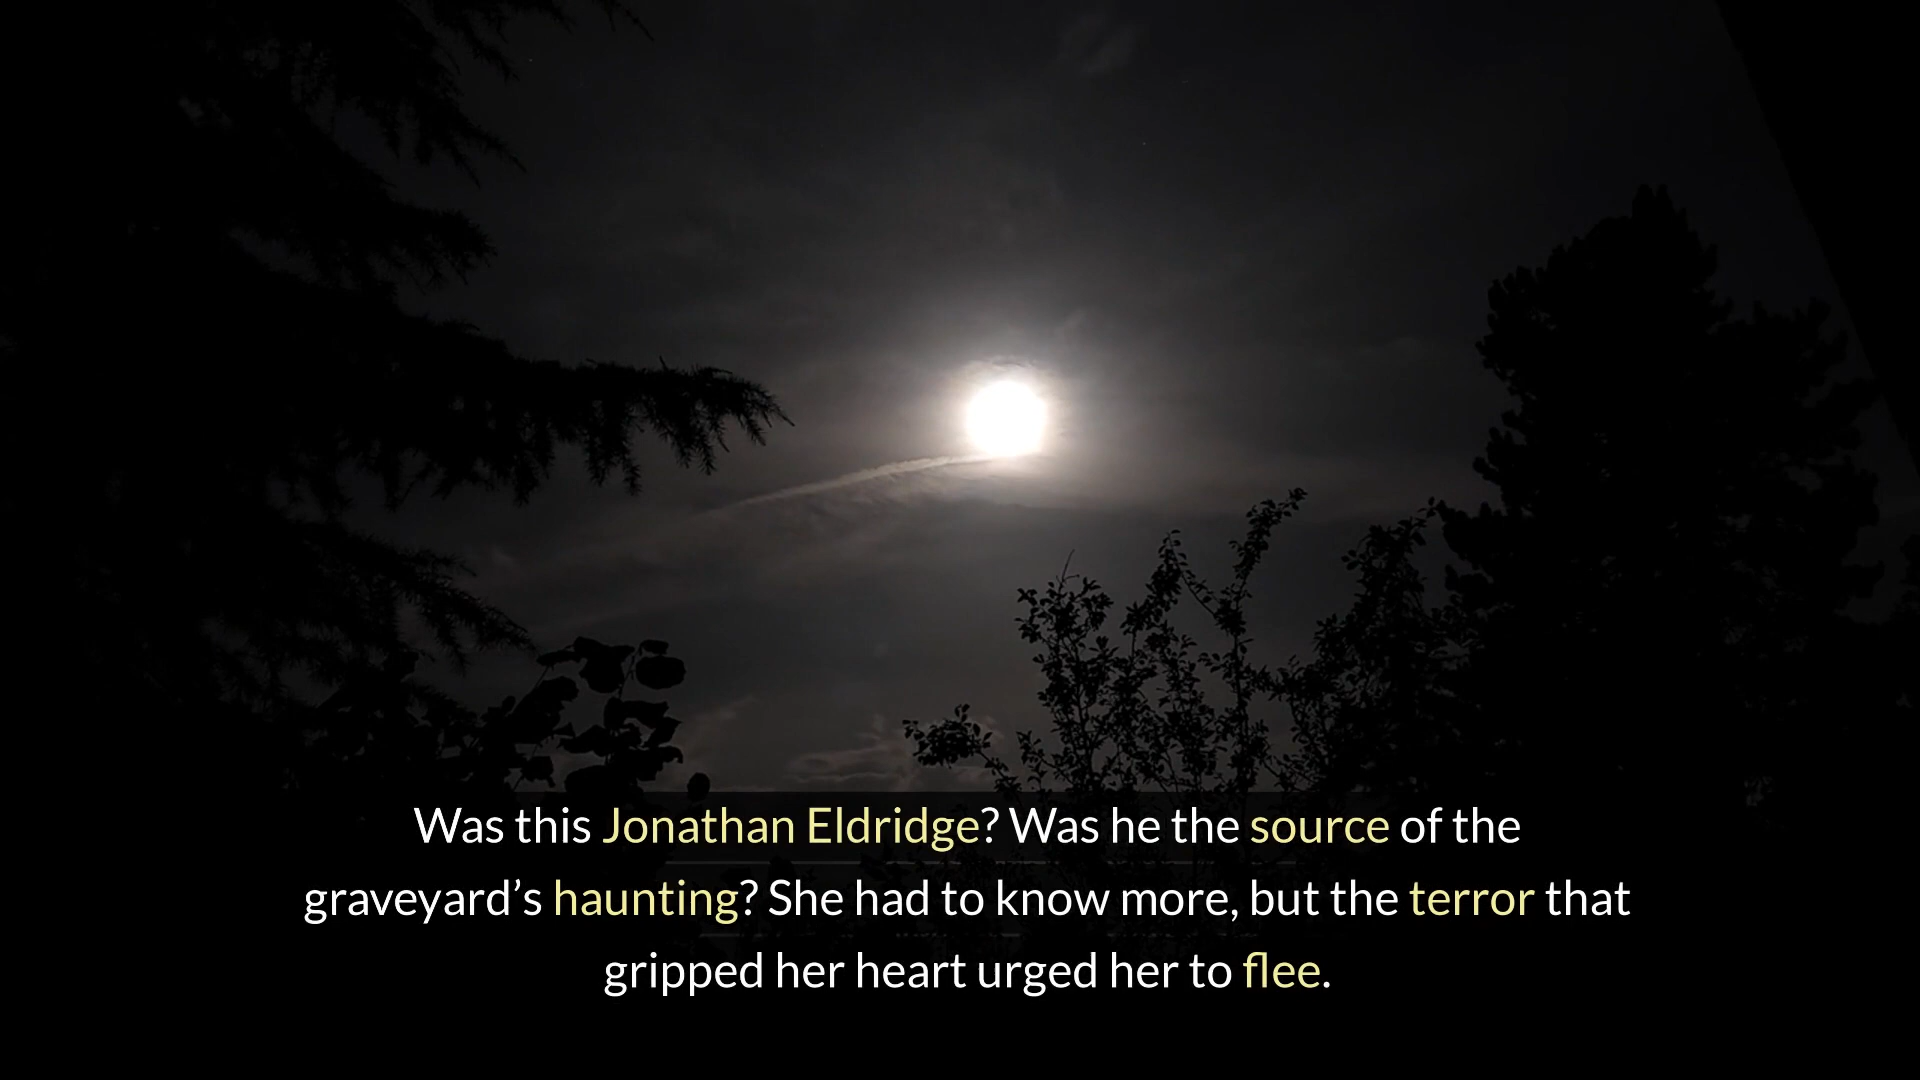 Was this Jonathan Eldridge? Was he the source of the
graveyard’s haunting? She had to know more, but the terror that
gripped her heart urged her to flee.